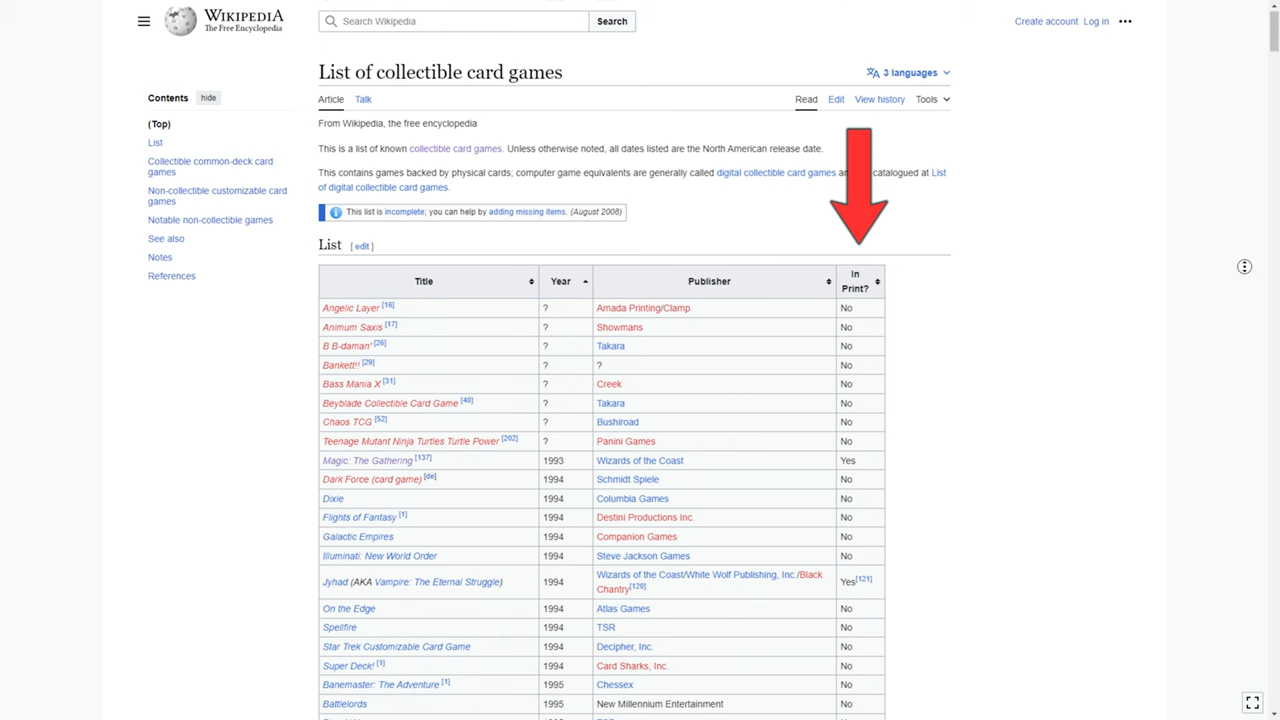 WIKIPEDIA
The Free Encyclopedia
Search Wikipedia
Search
Create account Log in
List of collectible card games
3 languages
Contents hide
Article Talk
Read Edit View history Tools
(Top)
List
Collectible common-deck card
games
Non-collectible customizable card
games
Notable non-collectible games
See also
Notes
References
From Wikipedia, the free encyclopedia
This is a list of known collectible card games. Unless otherwise noted, all dates listed are the North American release date.
This contains games backed by physical cards; computer game equivalents are generally called digital collectible card games catalogued at List
of digital collectible card games.
This list is incomplete; you can help by adding missing items. (August 2008)
List [ edit ]
Title Year Publisher In
Print?
Angelic Layer [16] ? Amada Printing/Clamp No
Animum Saxis [17] ? Showmans No
B B-daman' [26] ? Takara No
Bankett!! [29] ? ? No
Bass Mania X [31] ? Creek No
Beyblade Collectible Card Game [40] ? Takara No
Chaos TCG [52] ? Bushiroad No
Teenage Mutant Ninja Turtles Turtle Power [202] ? Panini Games No
Magic: The Gathering [137] 1993 Wizards of the Coast Yes
Dark Force (card game) [de] 1994 Schmidt Spiele No
Dixie 1994 Columbia Games No
Flights of Fantasy [1] 1994 Destini Productions Inc. No
Galactic Empires 1994 Companion Games No
Illuminati: New World Order 1994 Steve Jackson Games No
Jyhad (AKA Vampire: The Eternal Struggle) 1994 Wizards of the Coast/White Wolf Publishing, Inc./Black
Chantry[120] Yes[121]
On the Edge 1994 Atlas Games No
Spellfire 1994 TSR No
Star Trek Customizable Card Game 1994 Decipher, Inc. No
Super Deck! [1] 1994 Card Sharks, Inc. No
Banemaster: The Adventure [1] 1995 Chessex No
Battlelords 1995 New Millennium Entertainment No